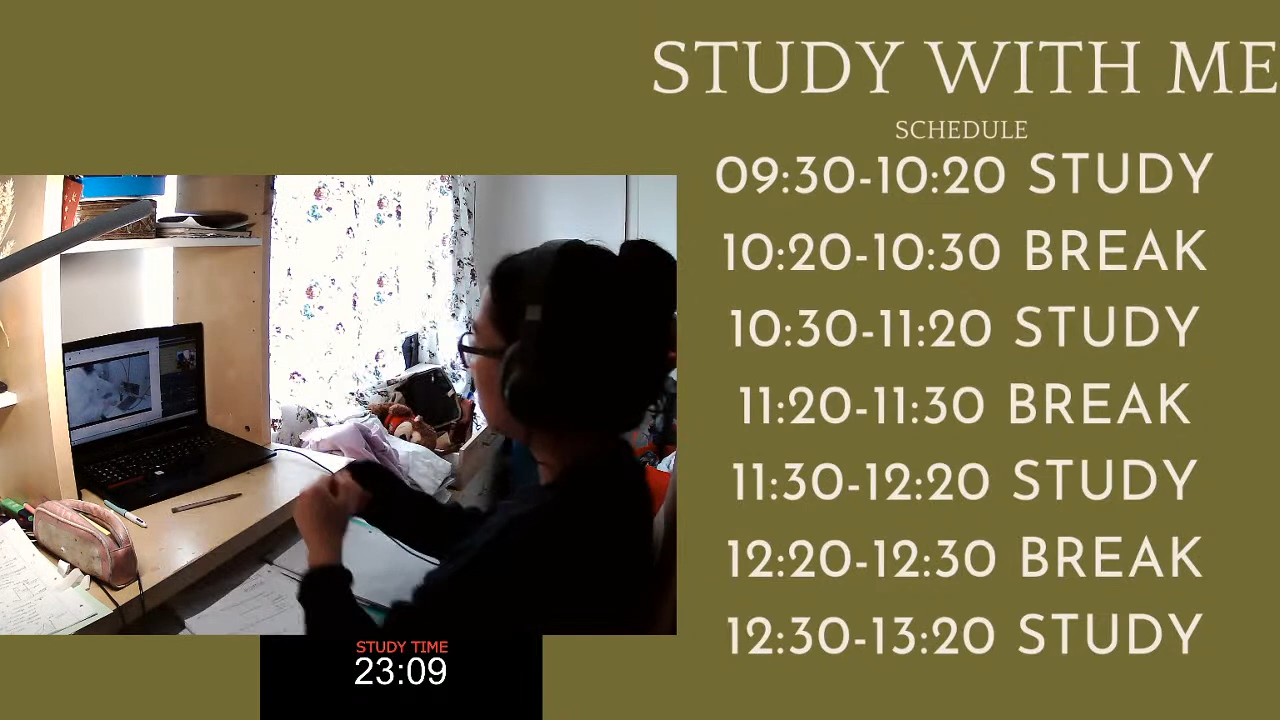 STUDY WITH ME
SCHEDULE
09:30-10:20 STUDY
10:20-10:30 BREAK
10:30-11:20 STUDY
11:20-11:30 BREAK
11:30-12:20 STUDY
12:20-12:30 BREAK
12:30-13:20 STUDY
STUDY TIME
23:09